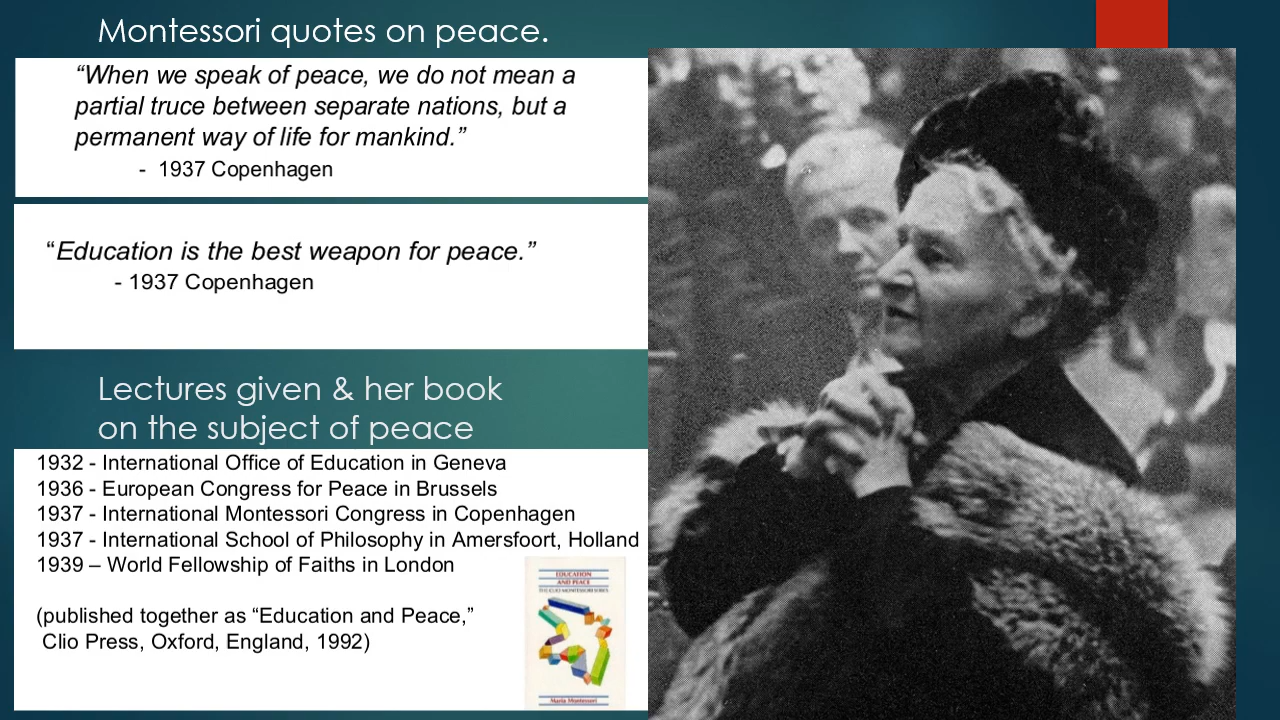 Montessori quotes on peace.
“When we speak of peace, we do not mean a
partial truce between separate nations, but a
permanent way of life for mankind.”
- 1937 Copenhagen
“Education is the best weapon for peace.”
- 1937 Copenhagen
Lectures given & her book
on the subject of peace
1932 - International Office of Education in Geneva
1936 - European Congress for Peace in Brussels
1937 - International Montessori Congress in Copenhagen
1937 - International School of Philosophy in Amersfoort, Holland
1939 – World Fellowship of Faiths in London
(published together as “Education and Peace,”
Clio Press, Oxford, England, 1992)
EDUCATION
AND PEACE
THE CLIO MONTESSORI SERIES
Maria Montessori